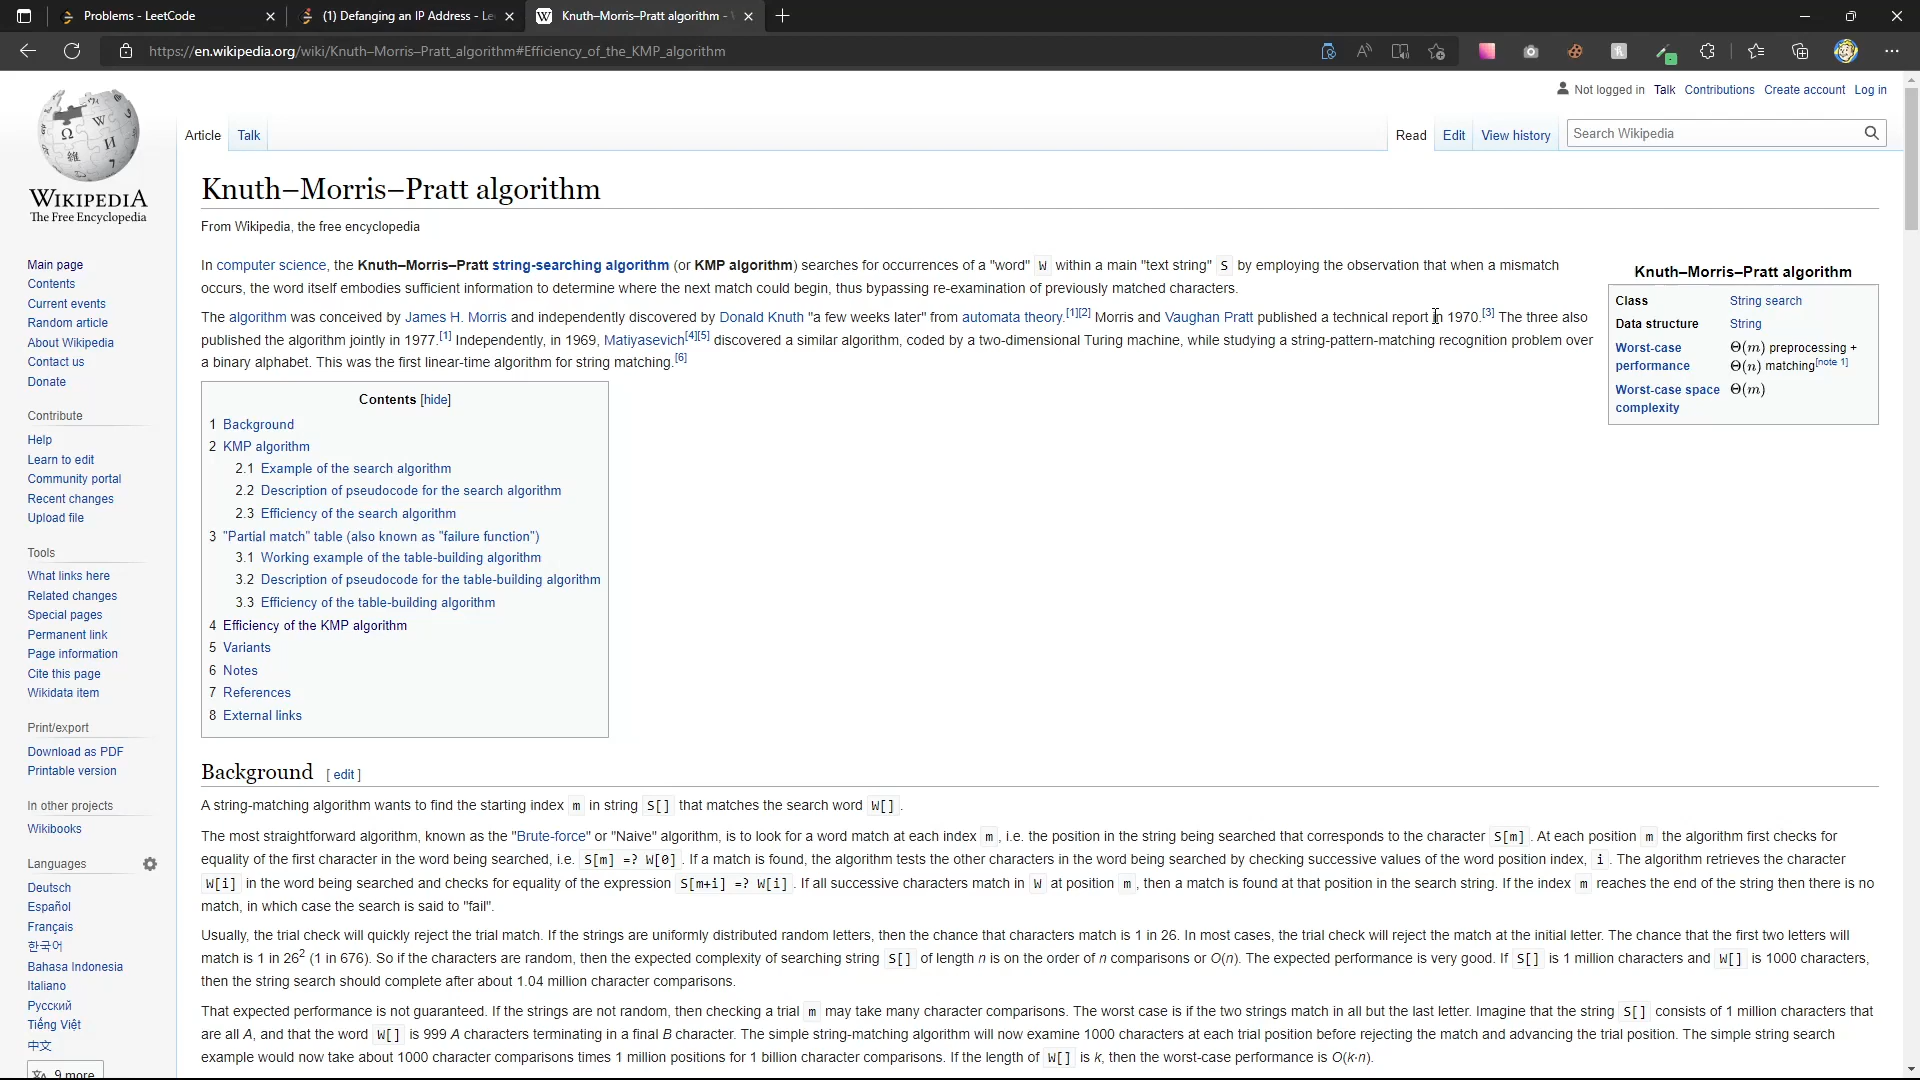 Problems - LeetCode
(1) Defanging an IP Address - Le
Knuth–Morris–Pratt algorithm -
https://en.wikipedia.org/wiki/Knuth–Morris–Pratt_algorithm#Efficiency_of_the_KMP_algorithm
Not logged in Talk Contributions Create account Log in
Article Talk
Read Edit View history Search Wikipedia
WIKIPEDIA
The Free Encyclopedia
Main page
Contents
Current events
Random article
About Wikipedia
Contact us
Donate
Contribute
Help
Learn to edit
Community portal
Recent changes
Upload file
Tools
What links here
Related changes
Special pages
Permanent link
Page information
Cite this page
Wikidata item
Print/export
Download as PDF
Printable version
In other projects
Wikibooks
Languages
Deutsch
Español
Français
한국어
Bahasa Indonesia
Italiano
Русский
Tiếng Việt
中文
9 more
Knuth–Morris–Pratt algorithm
From Wikipedia, the free encyclopedia
In computer science, the Knuth–Morris–Pratt string-searching algorithm (or KMP algorithm) searches for occurrences of a "word" W within a main "text string" S by employing the observation that when a mismatch
occurs, the word itself embodies sufficient information to determine where the next match could begin, thus bypassing re-examination of previously matched characters.
The algorithm was conceived by James H. Morris and independently discovered by Donald Knuth "a few weeks later" from automata theory.[1][2] Morris and Vaughan Pratt published a technical report in 1970.[3] The three also
published the algorithm jointly in 1977.[1] Independently, in 1969, Matiyasevich[4][5] discovered a similar algorithm, coded by a two-dimensional Turing machine, while studying a string-pattern-matching recognition problem over
a binary alphabet. This was the first linear-time algorithm for string matching.[6]
Knuth–Morris–Pratt algorithm
Class String search
Data structure String
Worst-case Θ(m) preprocessing +
performance Θ(n) matching[note 1]
Worst-case space Θ(m)
complexity
Contents [hide]
1 Background
2 KMP algorithm
2.1 Example of the search algorithm
2.2 Description of pseudocode for the search algorithm
2.3 Efficiency of the search algorithm
3 "Partial match" table (also known as "failure function")
3.1 Working example of the table-building algorithm
3.2 Description of pseudocode for the table-building algorithm
3.3 Efficiency of the table-building algorithm
4 Efficiency of the KMP algorithm
5 Variants
6 Notes
7 References
8 External links
Background [ edit ]
A string-matching algorithm wants to find the starting index m in string S[] that matches the search word W[] .
The most straightforward algorithm, known as the "Brute-force" or "Naive" algorithm, is to look for a word match at each index m , i.e. the position in the string being searched that corresponds to the character S[m] . At each position m the algorithm first checks for
equality of the first character in the word being searched, i.e. S[m] =? W[0] . If a match is found, the algorithm tests the other characters in the word being searched by checking successive values of the word position index, i . The algorithm retrieves the character
W[i] in the word being searched and checks for equality of the expression S[m+i] =? W[i] . If all successive characters match in W at position m , then a match is found at that position in the search string. If the index m reaches the end of the string then there is no
match, in which case the search is said to "fail".
Usually, the trial check will quickly reject the trial match. If the strings are uniformly distributed random letters, then the chance that characters match is 1 in 26. In most cases, the trial check will reject the match at the initial letter. The chance that the first two letters will
match is 1 in 26² (1 in 676). So if the characters are random, then the expected complexity of searching string S[] of length n is on the order of n comparisons or O(n). The expected performance is very good. If S[] is 1 million characters and W[] is 1000 characters,
then the string search should complete after about 1.04 million character comparisons.
That expected performance is not guaranteed. If the strings are not random, then checking a trial m may take many character comparisons. The worst case is if the two strings match in all but the last letter. Imagine that the string S[] consists of 1 million characters that
are all A, and that the word W[] is 999 A characters terminating in a final B character. The simple string-matching algorithm will now examine 1000 characters at each trial position before rejecting the match and advancing the trial position. The simple string search
example would now take about 1000 character comparisons times 1 million positions for 1 billion character comparisons. If the length of W[] is k, then the worst-case performance is O(k⋅n).